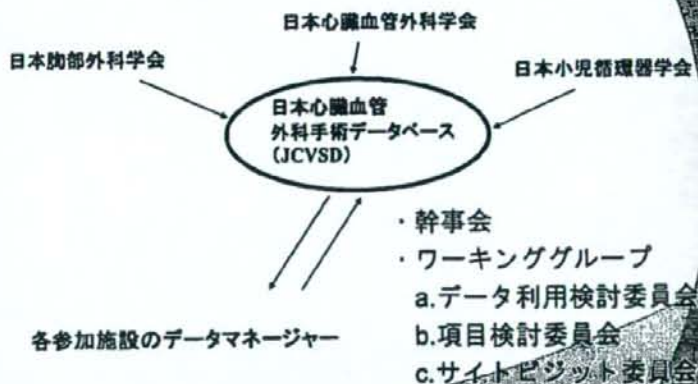 日本心臓血管外科学会
日本胸部外科学会
日本小児循環器学会
日本心臓血管
外科手術データベース
(JCVSD)
・幹事会
・ワーキンググループ
a.データ利用検討委員会
各参加施設のデータマネージャー
b.項目検討委員会
c.サイトビジット委員会